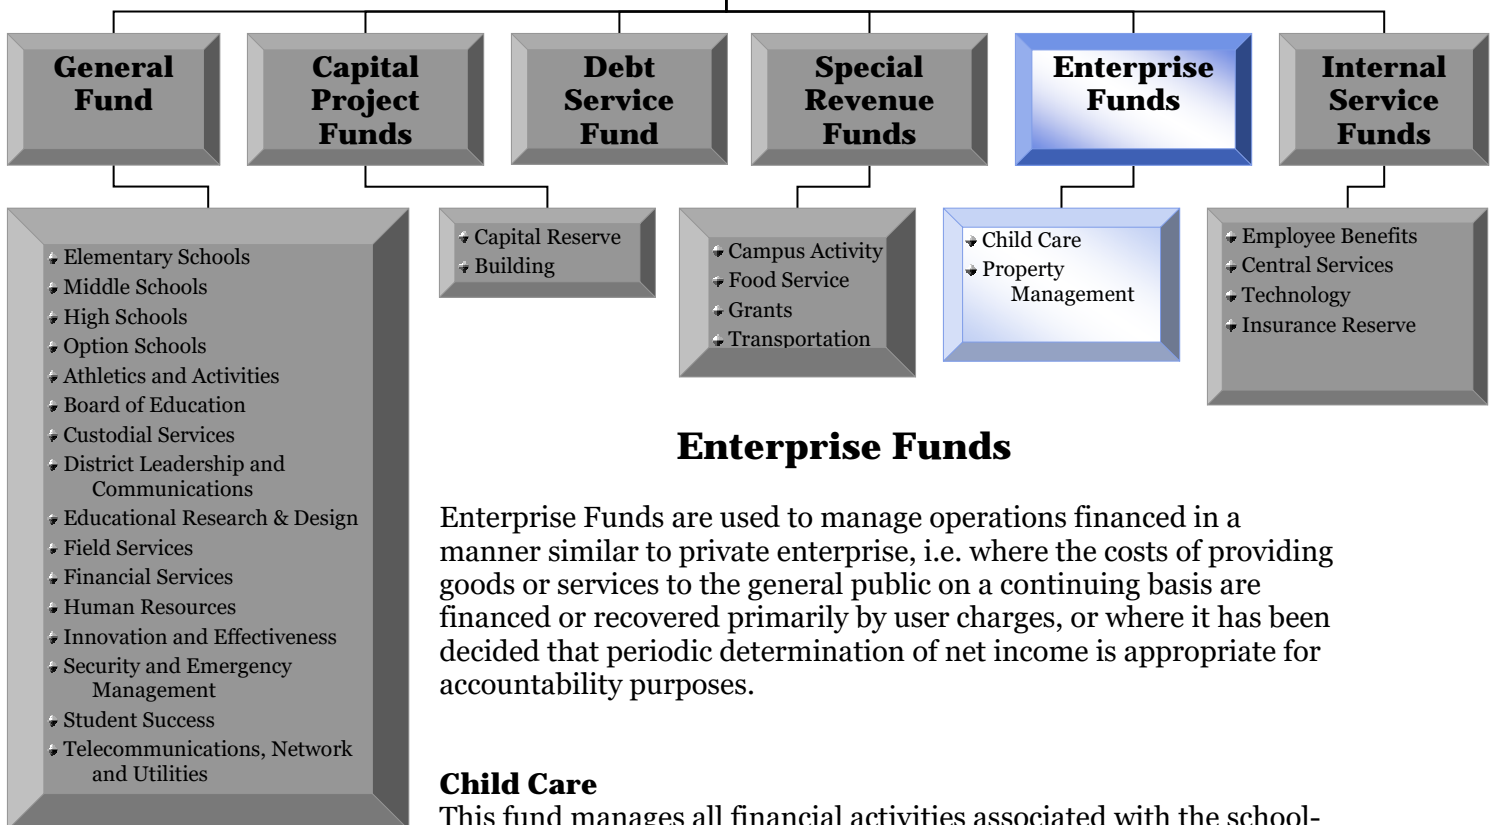 General
Fund
Capital
Project
Funds
Debt
Service
Fund
Special
Revenue
Funds
Enterprise
Funds
Internal
Service
Funds
Elementary Schools
Middle Schools
High Schools
Option Schools
Athletics and Activities
Board of Education
Custodial Services
District Leadership and
Communications
Educational Research & Design
Field Services
Financial Services
Human Resources
Innovation and Effectiveness
Security and Emergency
Management
Student Success
Telecommunications, Network
and Utilities
Capital Reserve
Building
Campus Activity
Food Service
Grants
Transportation
Child Care
Property
Management
Employee Benefits
Central Services
Technology
Insurance Reserve
Enterprise Funds
Enterprise Funds are used to manage operations financed in a
manner similar to private enterprise, i.e. where the costs of providing
goods or services to the general public on a continuing basis are
financed or recovered primarily by user charges, or where it has been
decided that periodic determination of net income is appropriate for
accountability purposes.
Child Care
This fund manages all financial activities associated with the school-